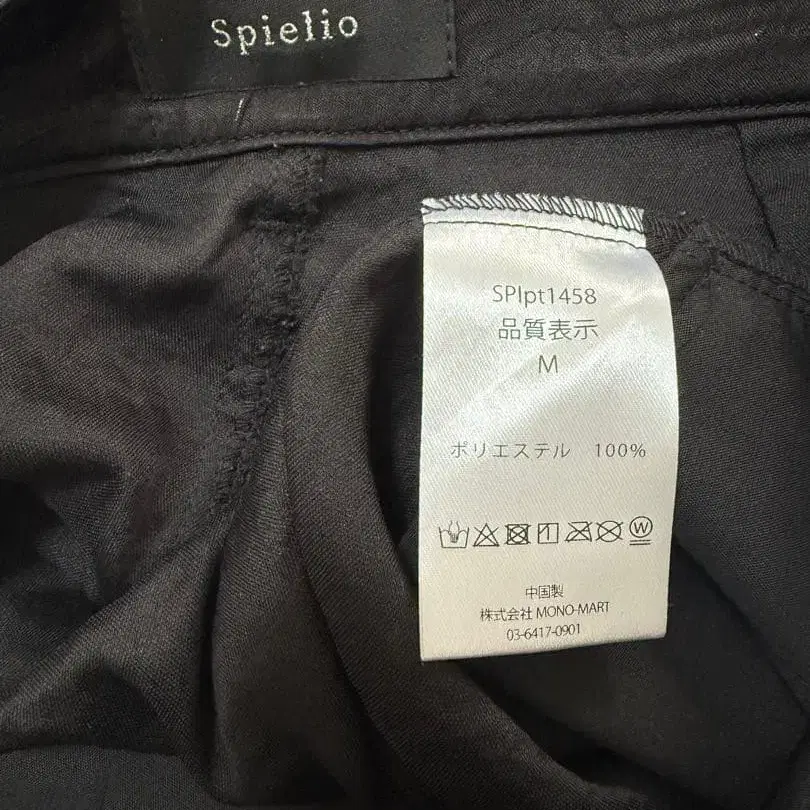 Spielio
SPIpt1458
品質表示
M
ポリエステル 100%
W
中国製
株式会社 MONO-MART
03-6417-0901